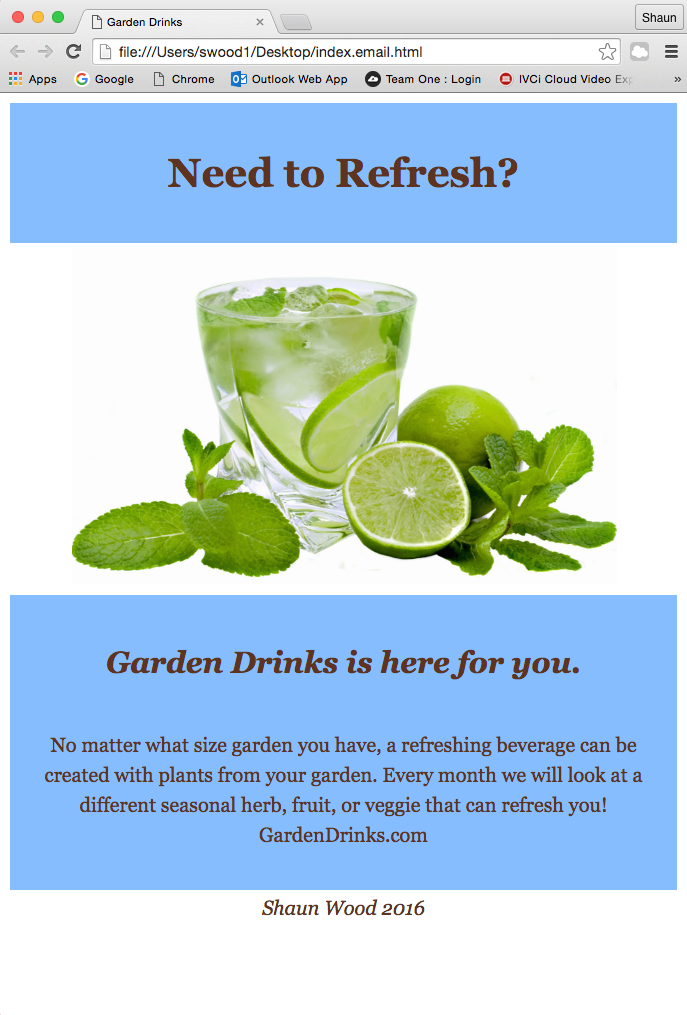 Garden Drinks
Shaun
file:///Users/swood1/Desktop/index.email.html
Apps Google Chrome Outlook Web App Team One : Login IVCi Cloud Video Exp »
Need to Refresh?
Garden Drinks is here for you.
No matter what size garden you have, a refreshing beverage can be
created with plants from your garden. Every month we will look at a
different seasonal herb, fruit, or veggie that can refresh you!
GardenDrinks.com
Shaun Wood 2016